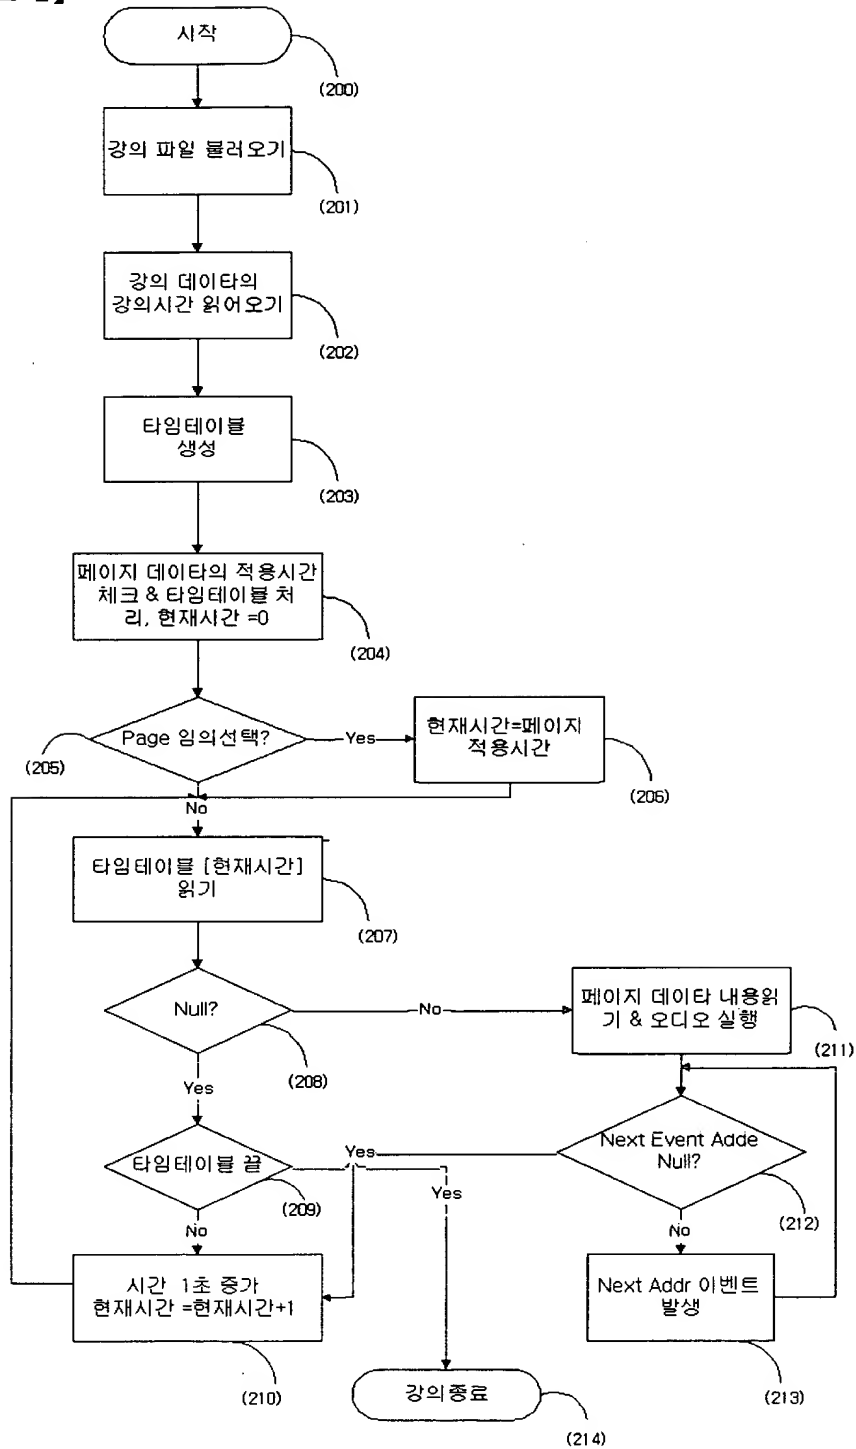 시작
(200)
강의 파일 불러오기
(201)
강의 데이타의
강의시간 읽어오기
(202)
타임테이블
생성
(203)
페이지 데이타의 적용시간
체크 & 타임테이블 처
리, 현재시간 =0
(204)
Page 임의선택?
(205)
Yes
현재시간=페이지
적용시간
(206)
No
타임테이블 [현재시간]
읽기
(207)
Null?
(208)
No
페이지 데이타 내용읽
기 & 오디오 실행
(211)
Yes
타임테이블 끝
(209)
Yes
Yes
Next Event Adde
Null?
(212)
No
No
시간 1초 증가
현재시간 =현재시간+1
(210)
Next Addr 이벤트
발생
(213)
강의종료
(214)